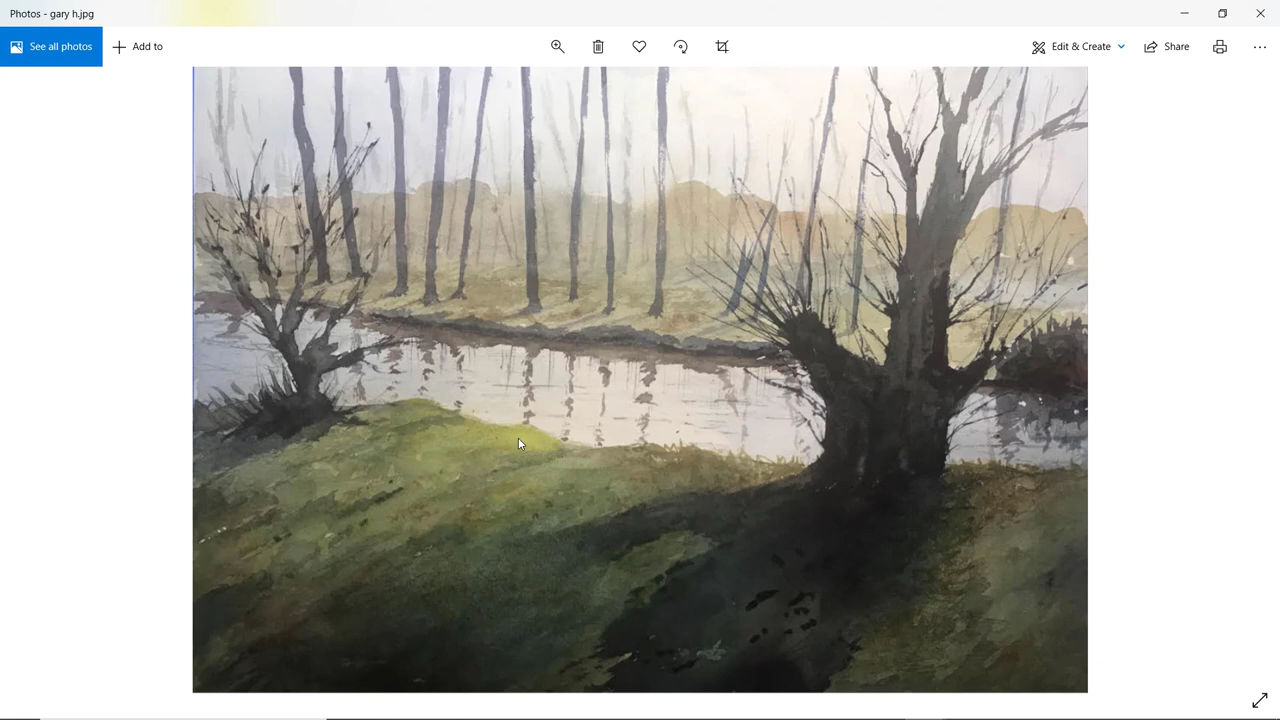 Photos - gary h.jpg
See all photos
Add to
Edit & Create
Share